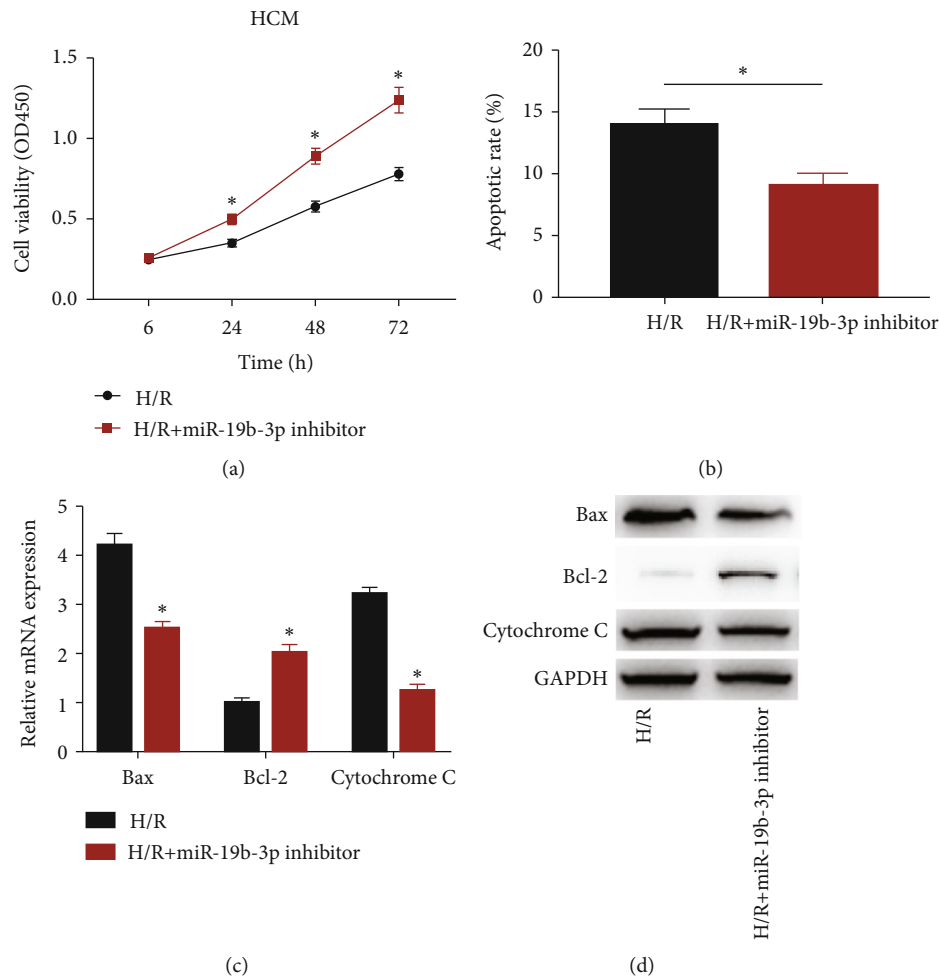 HCM
Cell viability (OD450)
1.5
1.0
0.5
0.0
*
*
*
6 24 48 72
Time (h)
H/R
H/R+miR-19b-3p inhibitor
(a)
Apoptotic rate (%)
20
15
10
5
0
*
H/R H/R+miR-19b-3p inhibitor
(b)
Relative mRNA expression
5
4
3
2
1
0
*
*
*
Bax Bcl-2 Cytochrome C
H/R
H/R+miR-19b-3p inhibitor
(c)
Bax
Bcl-2
Cytochrome C
GAPDH
H/R
H/R+miR-19b-3p inhibitor
(d)